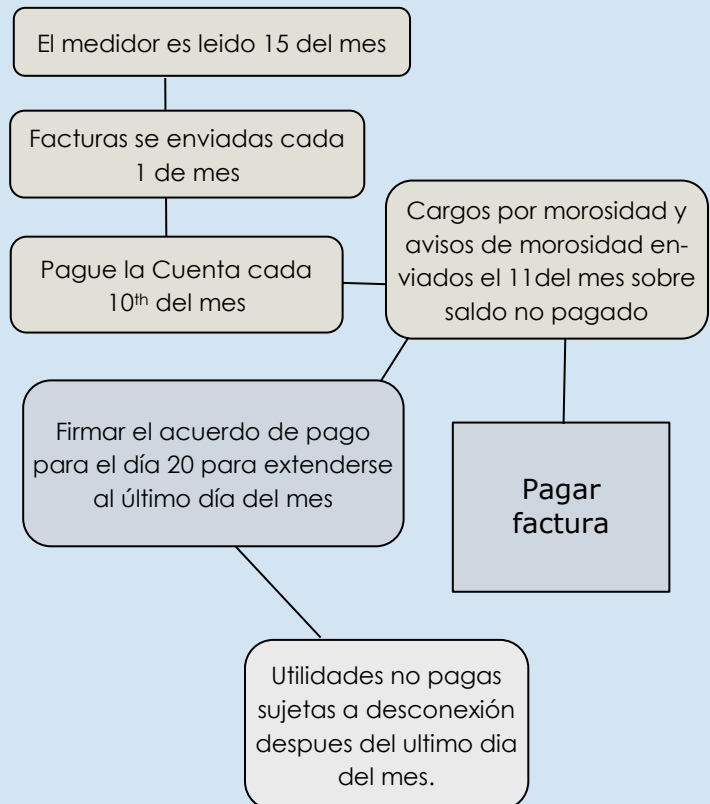 El medidor es leido 15 del mes
Facturas se enviadas cada
1 de mes
Pague la Cuenta cada
10th del mes
Cargos por morosidad y
avisos de morosidad en-
viados el 11del mes sobre
saldo no pagado
Firmar el acuerdo de pago
para el día 20 para extenderse
al último día del mes
Pagar
factura
Utilidades no pagas
sujetas a desconexión
despues del ultimo dia
del mes.